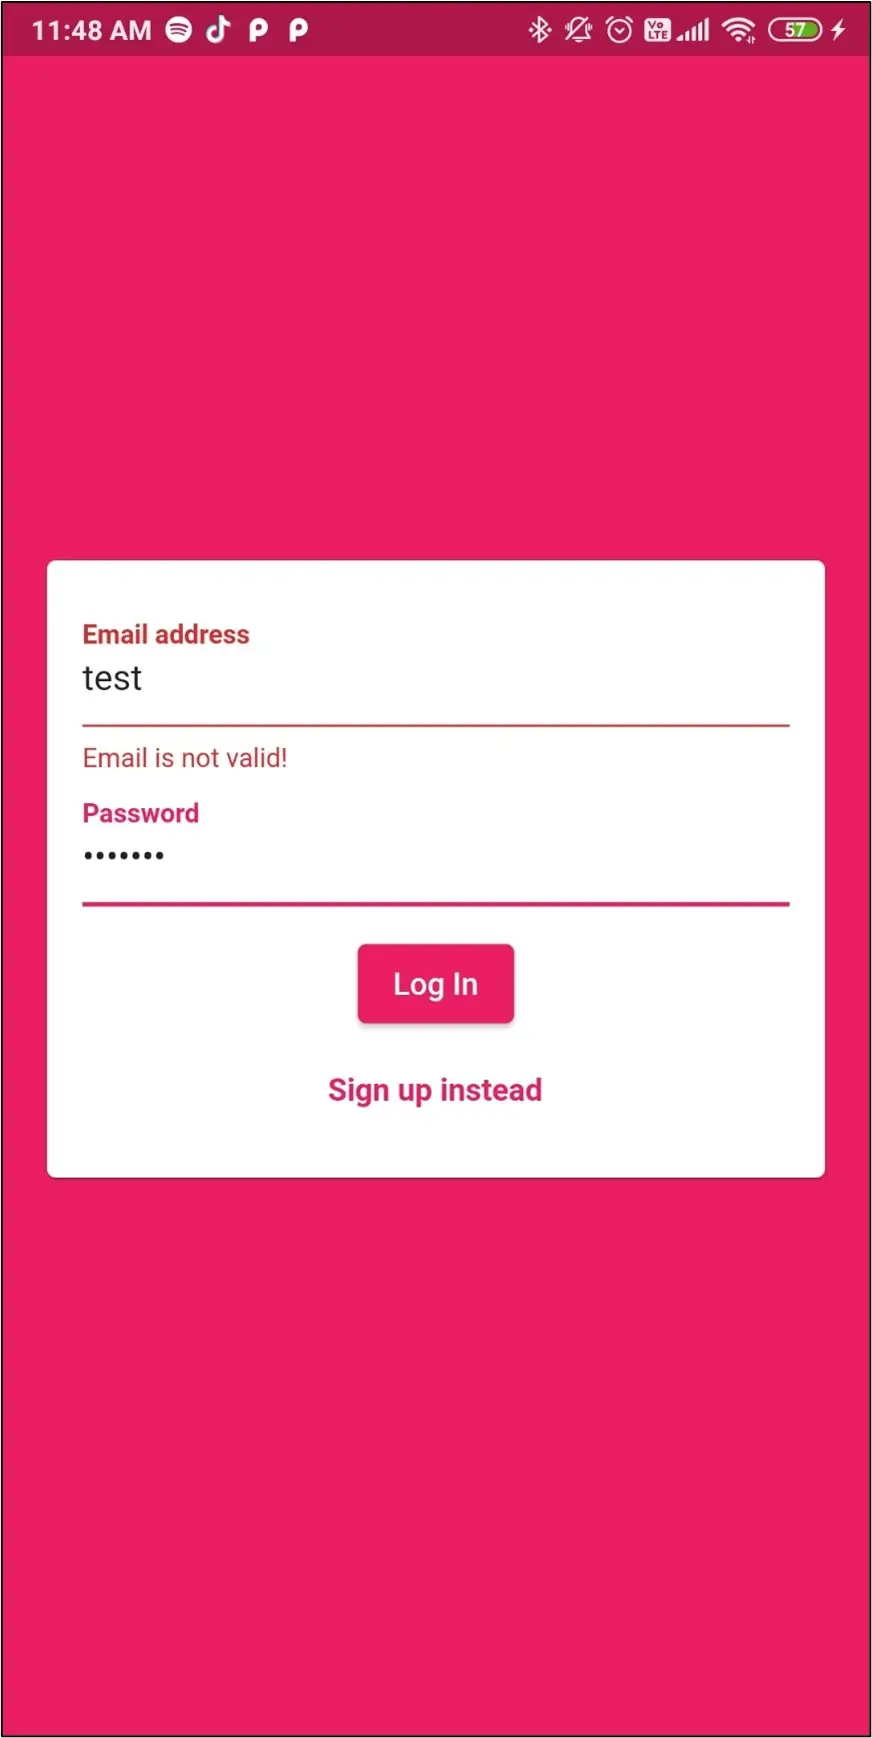 11:48 AM
Vo
LTE
57
Email address
test
Email is not valid!
Password
•••••••
Log In
Sign up instead